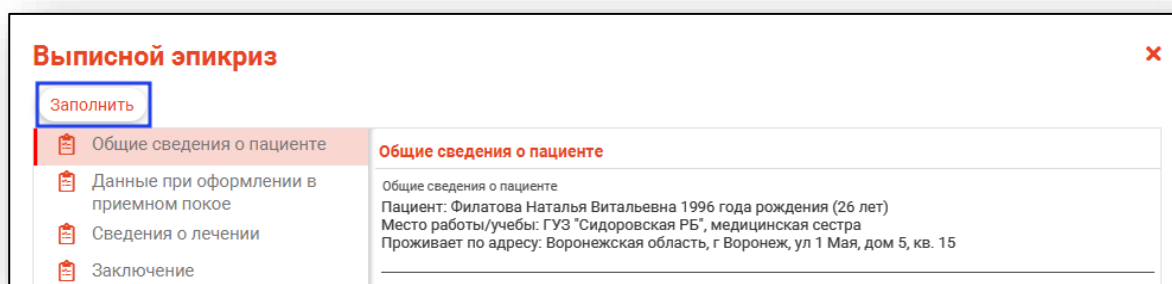 Выписной эпикриз
Заполнить
Общие сведения о пациенте
Данные при оформлении в
приемном покое
Сведения о лечении
Заключение
Общие сведения о пациенте
Общие сведения о пациенте
Пациент: Филатова Наталья Витальевна 1996 года рождения (26 лет)
Место работы/учебы: ГУЗ "Сидоровская РБ", медицинская сестра
Проживает по адресу: Воронежская область, г Воронеж, ул 1 Мая, дом 5, кв. 15